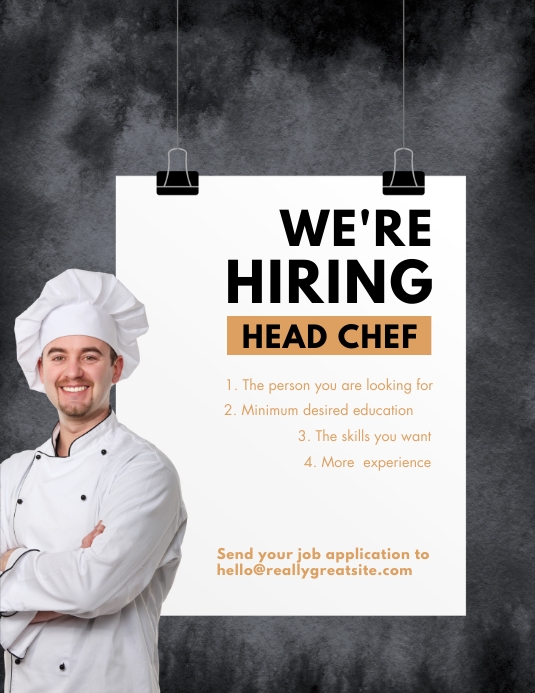 WE'RE
HIRING
HEAD CHEF
1. The person you are looking for
2. Minimum desired education
3. The skills you want
4. More  experience
Send your job application to
hello@reallygreatsite.com